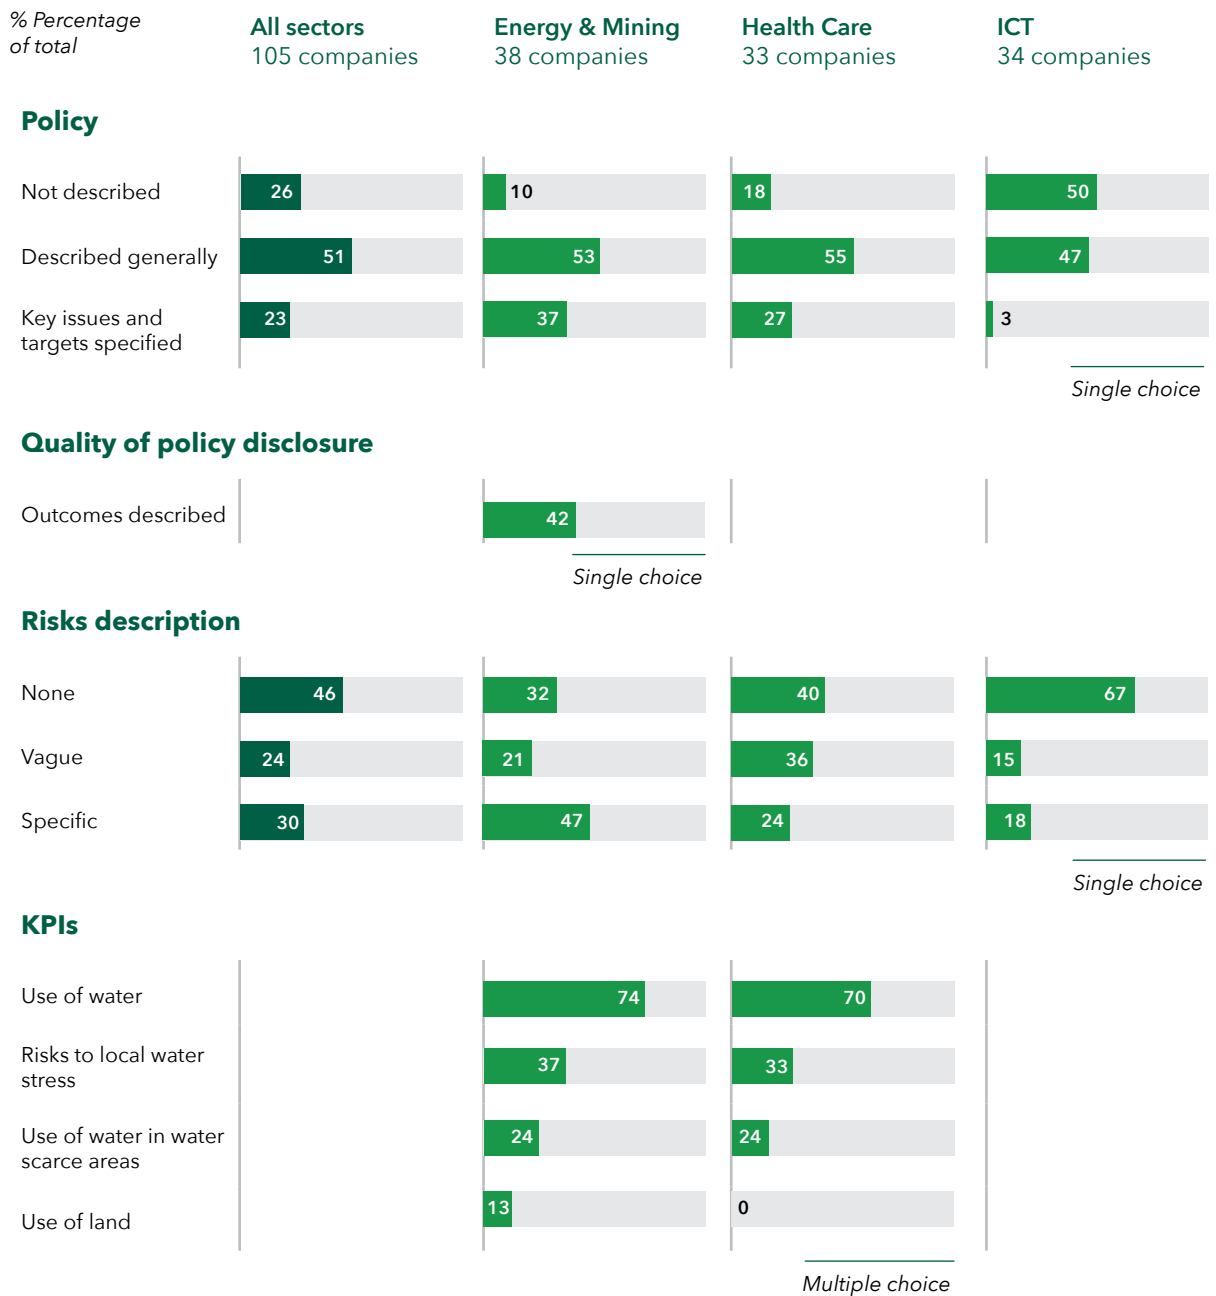 % Percentage
of total
All sectors
105 companies
Energy & Mining
38 companies
Health Care
33 companies
ICT
34 companies
Policy
Not described
26
10
18
50
Described generally
51
53
55
47
Key issues and
targets specified
23
37
27
3
Single choice
Quality of policy disclosure
Outcomes described
42
Single choice
Risks description
None
46
32
40
67
Vague
24
21
36
15
Specific
30
47
24
18
Single choice
KPIs
Use of water
74
70
Risks to local water
stress
37
33
Use of water in water
scarce areas
24
24
Use of land
13
0
Multiple choice